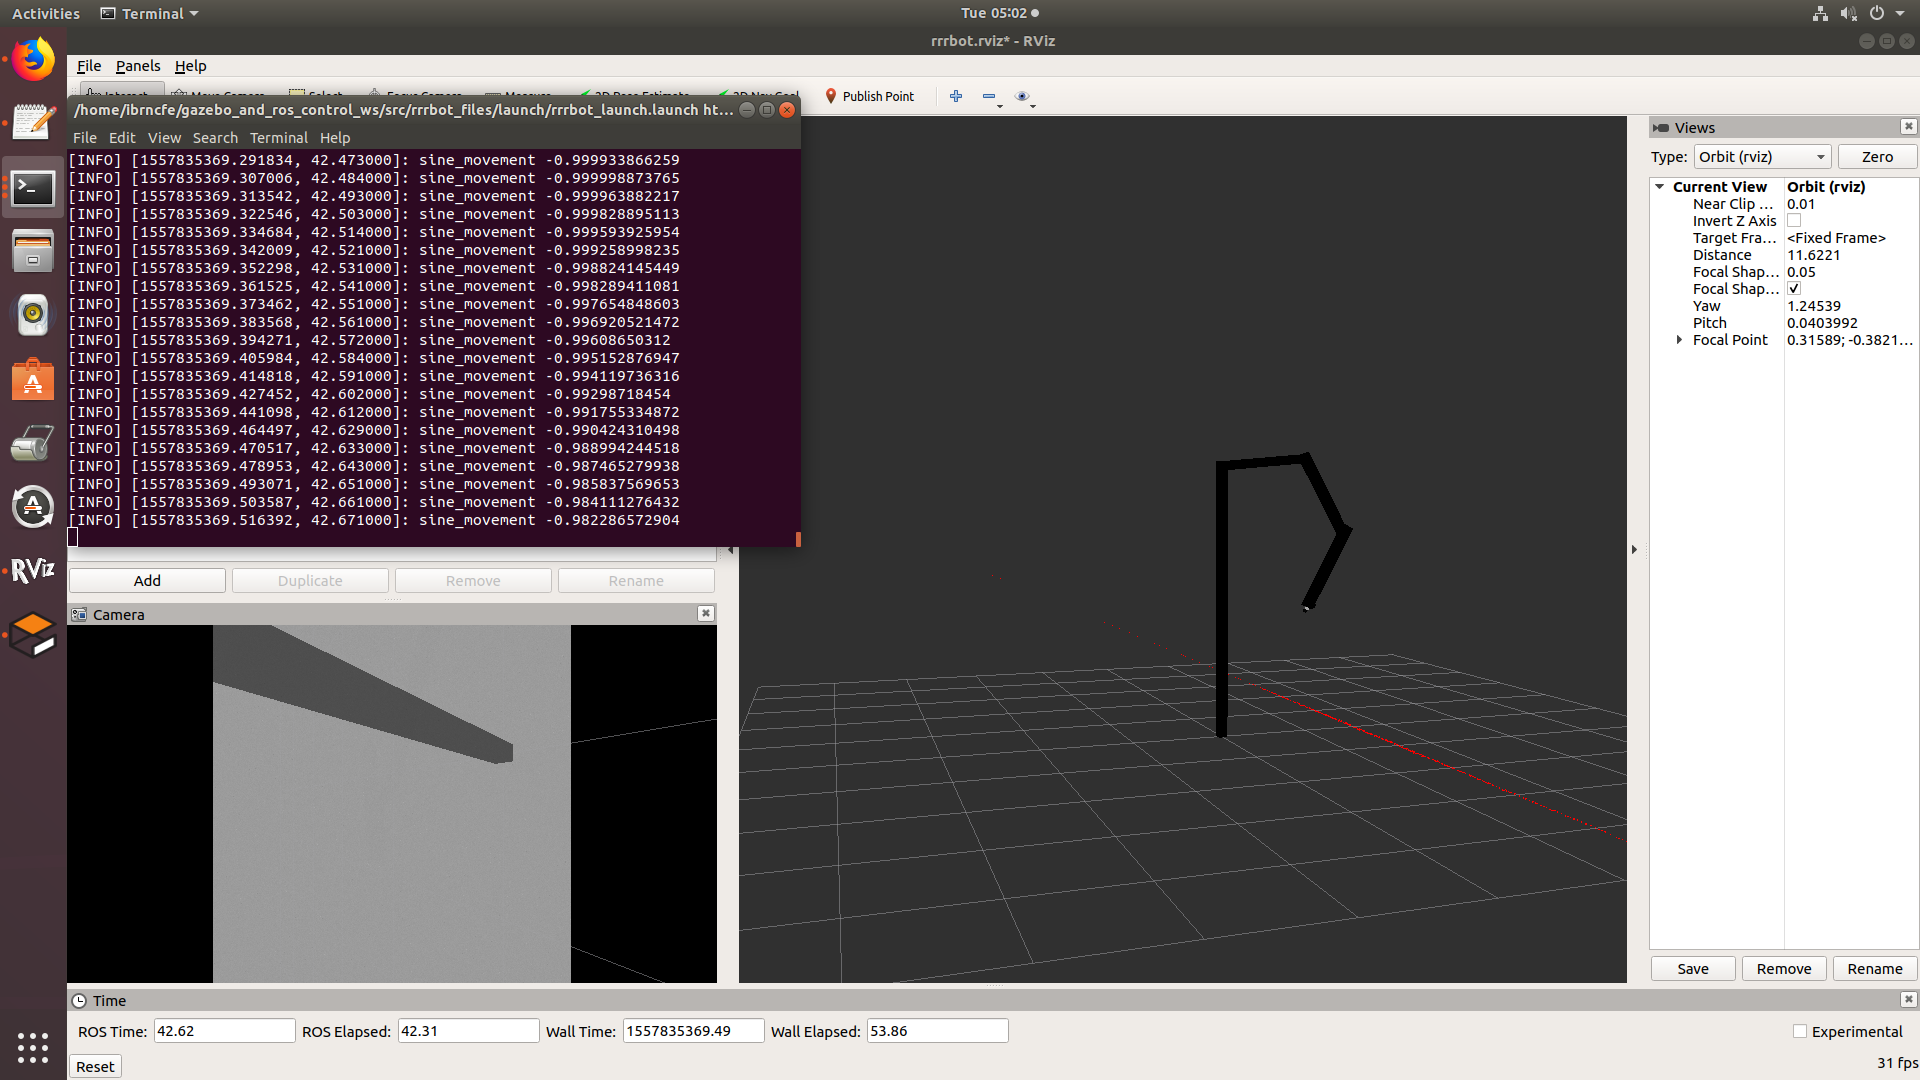 Activities Terminal Tue 05:02
rrrbot.rviz* - RViz
File Panels Help
Publish Point
/home/ibrncfe/gazebo_and_ros_control_ws/src/rrrbot_files/launch/rrrbot_launch.launch ht...
File Edit View Search Terminal Help
[INFO] [1557835369.291834, 42.473000]: sine_movement -0.999933866259
[INFO] [1557835369.307006, 42.484000]: sine_movement -0.999998873765
[INFO] [1557835369.313542, 42.493000]: sine_movement -0.999963882217
[INFO] [1557835369.322546, 42.503000]: sine_movement -0.999828895113
[INFO] [1557835369.334684, 42.514000]: sine_movement -0.999593925954
[INFO] [1557835369.342009, 42.521000]: sine_movement -0.999258998235
[INFO] [1557835369.352298, 42.531000]: sine_movement -0.998824145449
[INFO] [1557835369.361525, 42.541000]: sine_movement -0.998289411081
[INFO] [1557835369.373462, 42.551000]: sine_movement -0.997654848603
[INFO] [1557835369.383568, 42.561000]: sine_movement -0.996920521472
[INFO] [1557835369.394271, 42.572000]: sine_movement -0.99608650312
[INFO] [1557835369.405984, 42.584000]: sine_movement -0.995152876947
[INFO] [1557835369.414818, 42.591000]: sine_movement -0.994119736316
[INFO] [1557835369.427452, 42.602000]: sine_movement -0.99298718454
[INFO] [1557835369.441098, 42.612000]: sine_movement -0.991755334872
[INFO] [1557835369.464497, 42.629000]: sine_movement -0.990424310498
[INFO] [1557835369.470517, 42.633000]: sine_movement -0.988994244518
[INFO] [1557835369.478953, 42.643000]: sine_movement -0.987465279938
[INFO] [1557835369.493071, 42.651000]: sine_movement -0.985837569653
[INFO] [1557835369.503587, 42.661000]: sine_movement -0.984111276432
[INFO] [1557835369.516392, 42.671000]: sine_movement -0.982286572904
RViz
Add Duplicate Remove Rename
Camera
Views
Type: Orbit (rviz) Zero
Current View Orbit (rviz)
Near Clip ... 0.01
Invert Z Axis
Target Fra... <Fixed Frame>
Distance 11.6221
Focal Shap... 0.05
Focal Shap...
Yaw 1.24539
Pitch 0.0403992
Focal Point 0.31589; -0.3821...
Save Remove Rename
Time
ROS Time: 42.62 ROS Elapsed: 42.31 Wall Time: 1557835369.49 Wall Elapsed: 53.86 Experimental
Reset 31 fps